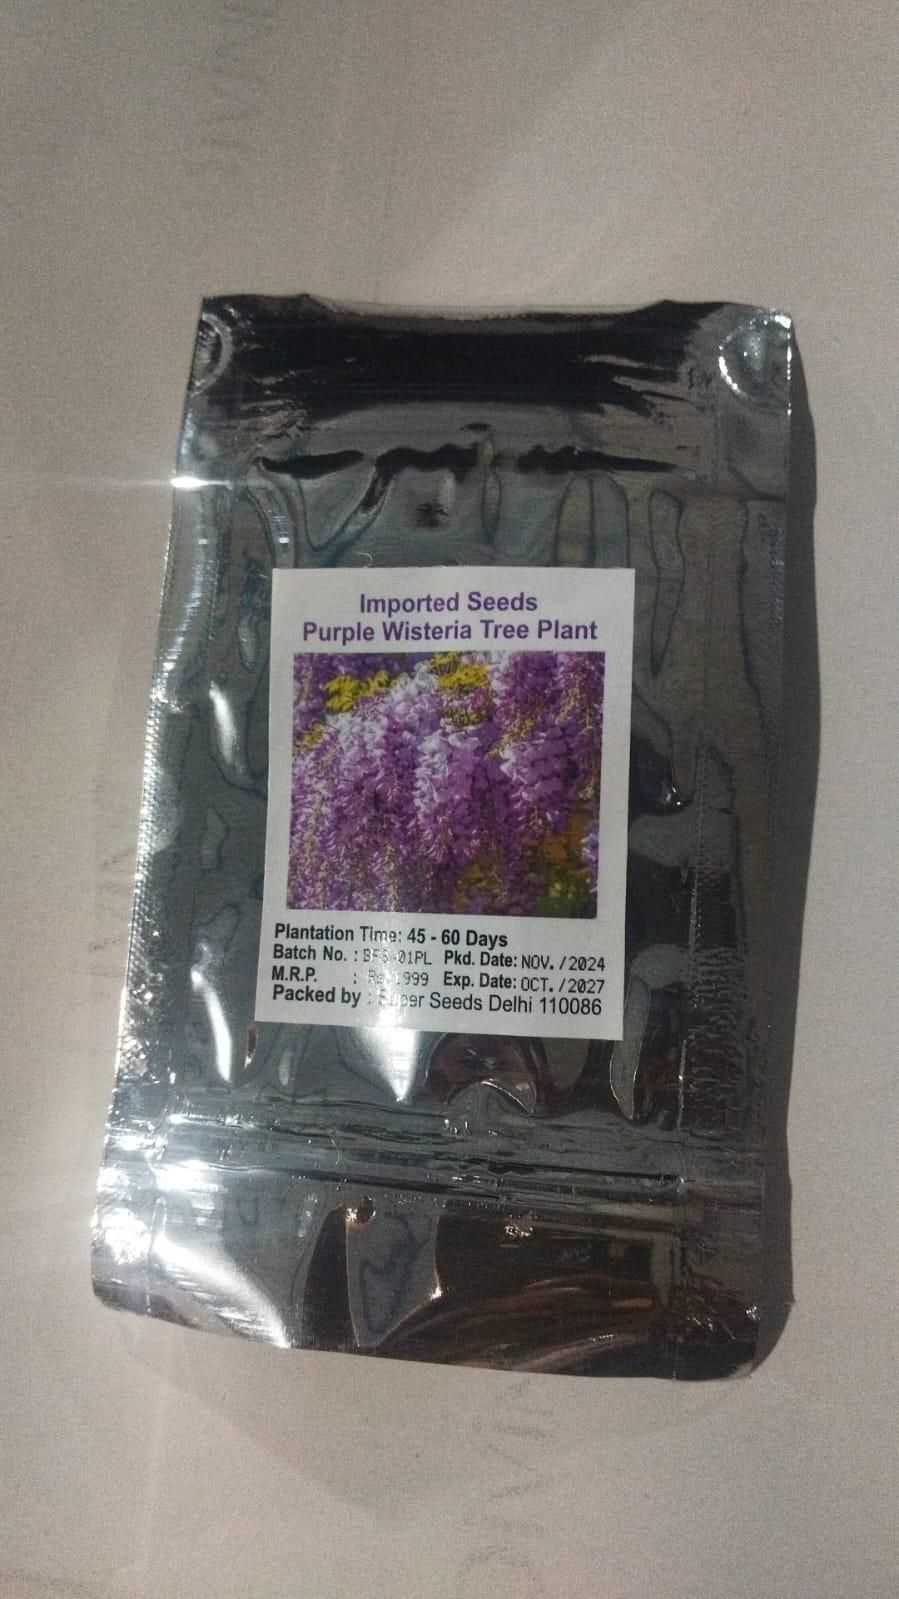 Imported Seeds
Purple Wisteria Tree Plant
Plantation Time: 45 - 60 Days
Batch No. : BFS-01PL Pkd. Date: NOV. /2024
M.R.P. : Rs.1999 Exp. Date: OCT. /2027
Packed by : Super Seeds Delhi 110086